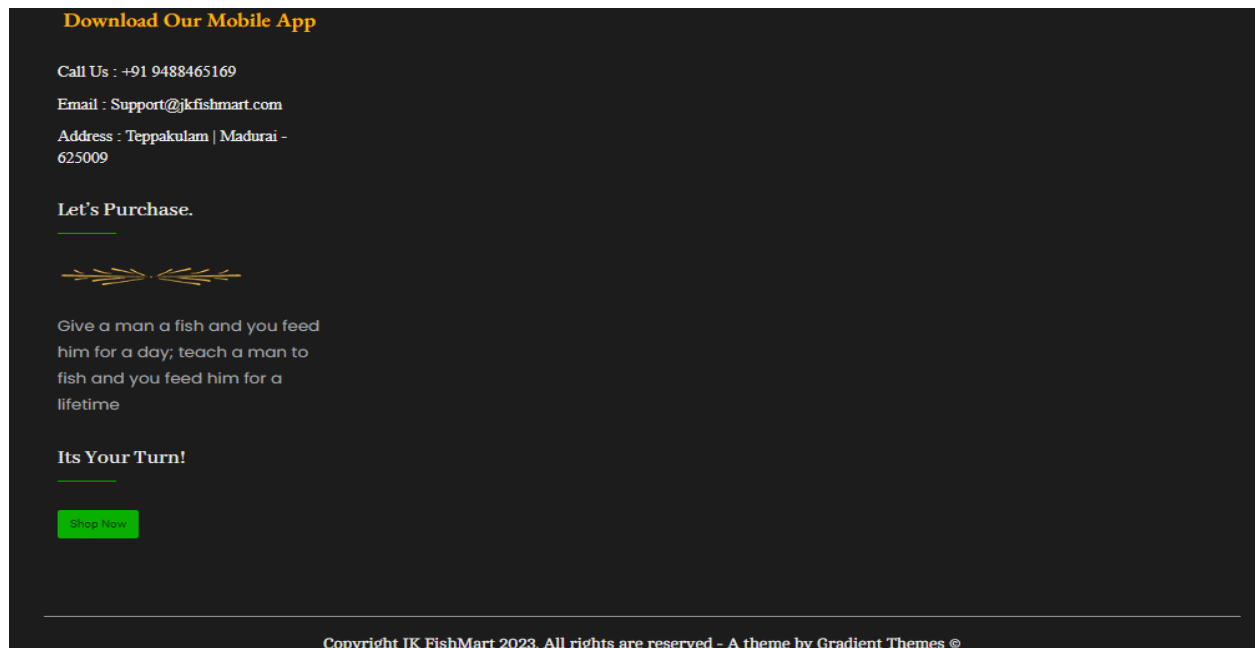 Download Our Mobile App
Call Us : +91 9488465169
Email : Support@jkfishmart.com
Address : Teppakulam | Madurai -
625009
Let's Purchase.
Give a man a fish and you feed
him for a day; teach a man to
fish and you feed him for a
lifetime
Its Your Turn!
Shop Now
Copyright JK FishMart 2023. All rights are reserved - A theme by Gradient Themes ©